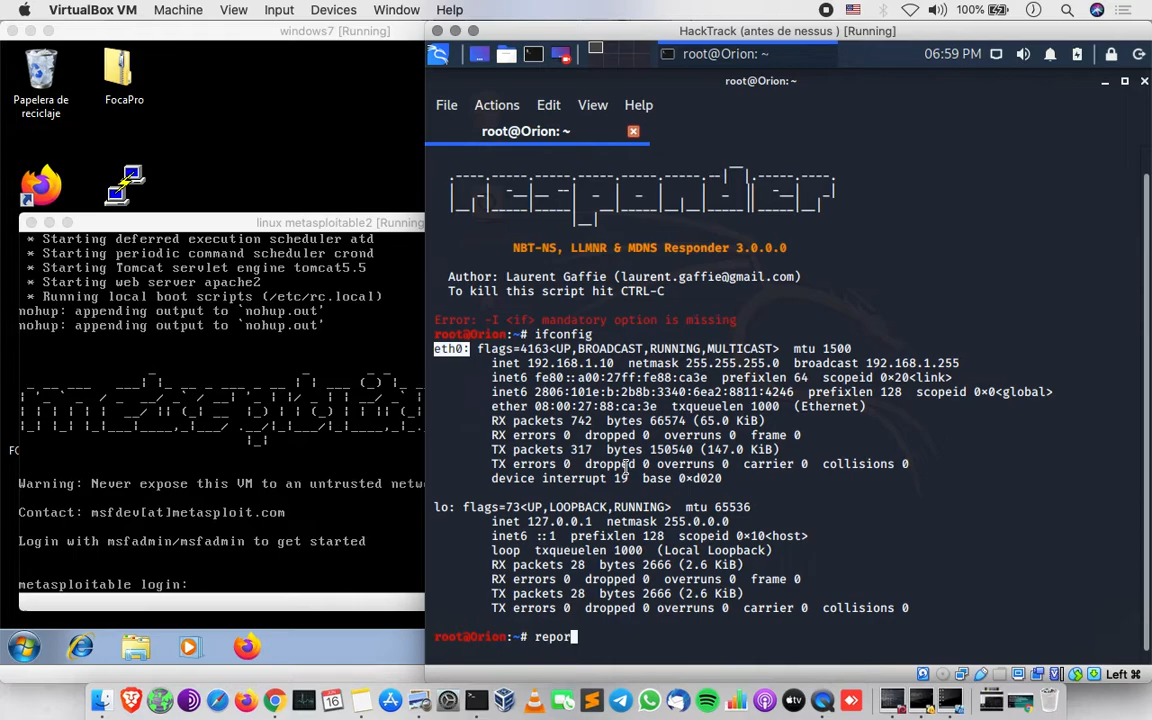 VirtualBox VM Machine View Input Devices Window Help 100%
windows7 [Running]
Papelera de
reciclaje
FocaPro
linux metasploitable2 [Running
* Starting deferred execution scheduler atd
* Starting periodic command scheduler crond
* Starting Tomcat servlet engine tomcat5.5
* Starting web server apache2
* Running local boot scripts (/etc/rc.local)
nohup: appending output to `nohup.out'
nohup: appending output to `nohup.out'
FC
Warning: Never expose this VM to an untrusted netw
Contact: msfdev[at]metasploit.com
Login with msfadmin/msfadmin to get started
metasploitable login:
HackTrack (antes de nessus ) [Running]
root@Orion: ~ 06:59 PM
root@Orion: ~
File Actions Edit View Help
root@Orion: ~
responder
NBT-NS, LLMNR & MDNS Responder 3.0.0.0
Author: Laurent Gaffie (laurent.gaffie@gmail.com)
To kill this script hit CTRL-C
Error: -I <if> mandatory option is missing
root@Orion:~# ifconfig
eth0: flags=4163<UP,BROADCAST,RUNNING,MULTICAST> mtu 1500
inet 192.168.1.10 netmask 255.255.255.0 broadcast 192.168.1.255
inet6 fe80::a00:27ff:fe88:ca3e prefixlen 64 scopeid 0×20<link>
inet6 2806:101e:b:2b8b:3340:6ea2:8811:4246 prefixlen 128 scopeid 0×0<global>
ether 08:00:27:88:ca:3e txqueuelen 1000 (Ethernet)
RX packets 742 bytes 66574 (65.0 KiB)
RX errors 0 dropped 0 overruns 0 frame 0
TX packets 317 bytes 150540 (147.0 KiB)
TX errors 0 dropped 0 overruns 0 carrier 0 collisions 0
device interrupt 19 base 0×d020
lo: flags=73<UP,LOOPBACK,RUNNING> mtu 65536
inet 127.0.0.1 netmask 255.0.0.0
inet6 ::1 prefixlen 128 scopeid 0×10<host>
loop txqueuelen 1000 (Local Loopback)
RX packets 28 bytes 2666 (2.6 KiB)
RX errors 0 dropped 0 overruns 0 frame 0
TX packets 28 bytes 2666 (2.6 KiB)
TX errors 0 dropped 0 overruns 0 carrier 0 collisions 0
root@Orion:~# repor
Left ⌘